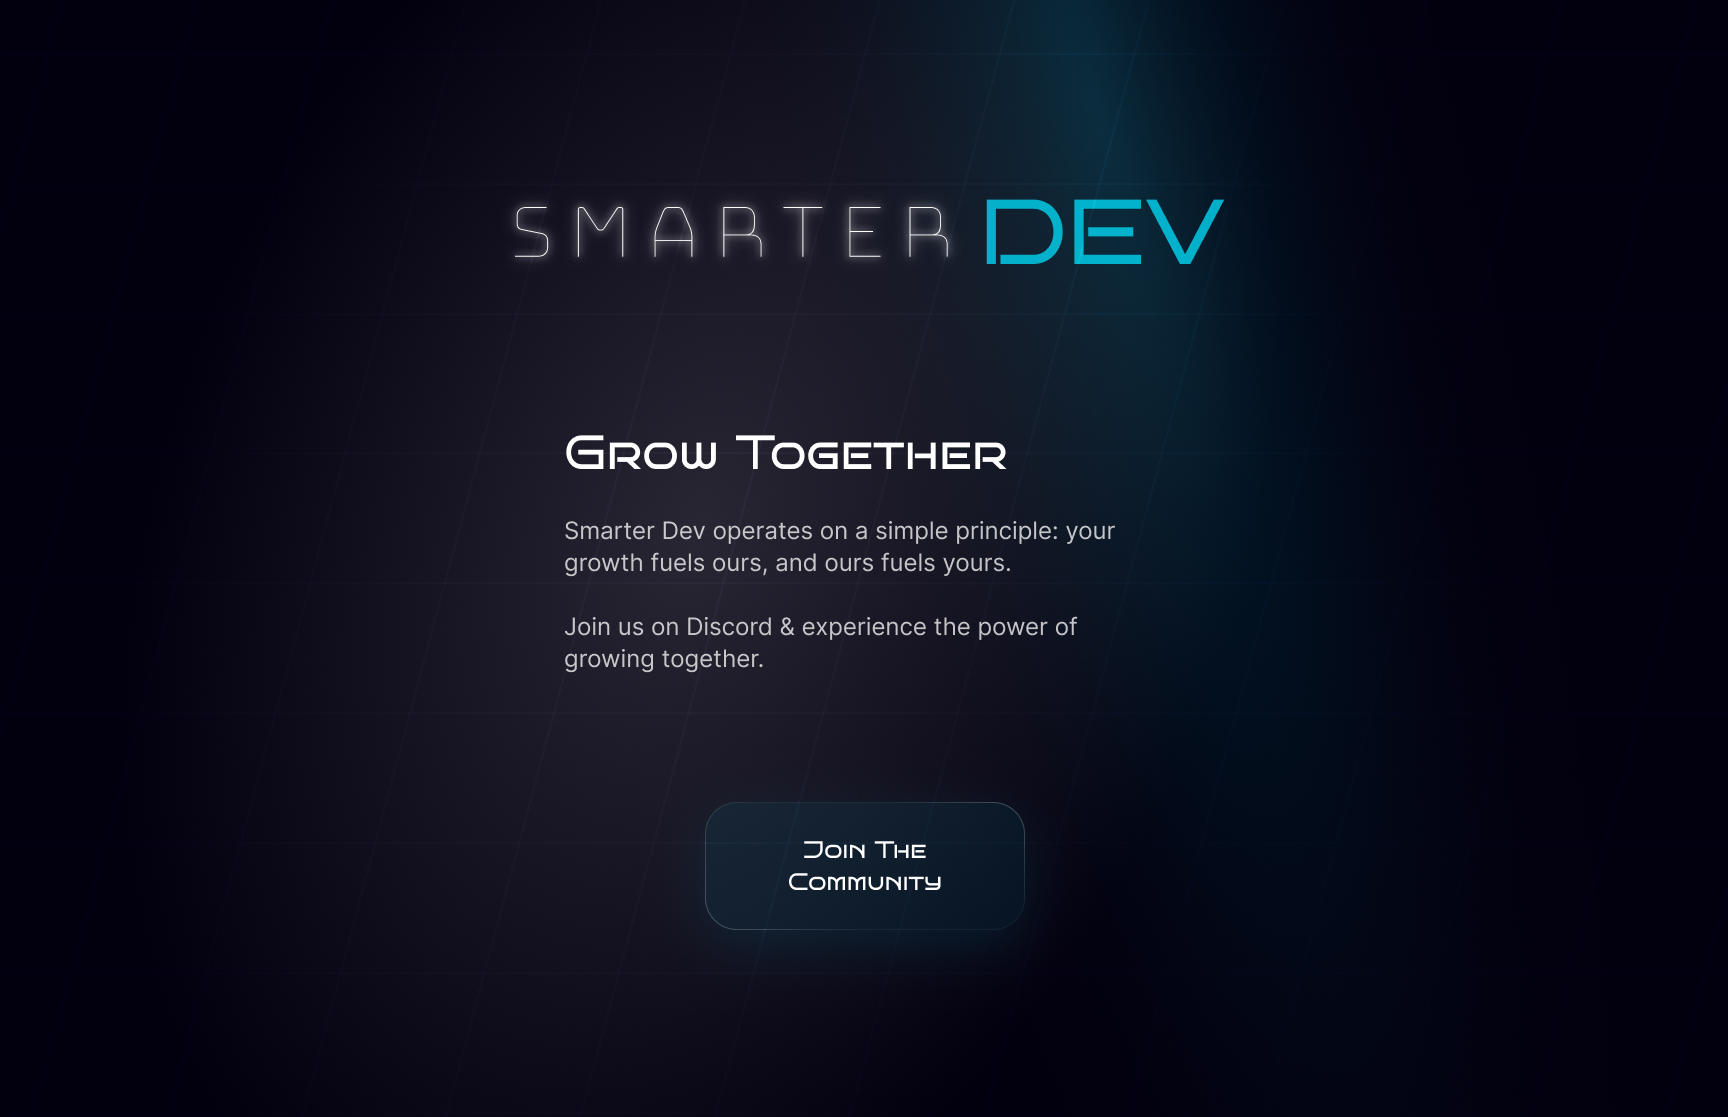 SMARTER DEV
Grow Together
Smarter Dev operates on a simple principle: your
growth fuels ours, and ours fuels yours.
Join us on Discord & experience the power of
growing together.
Join The
Community